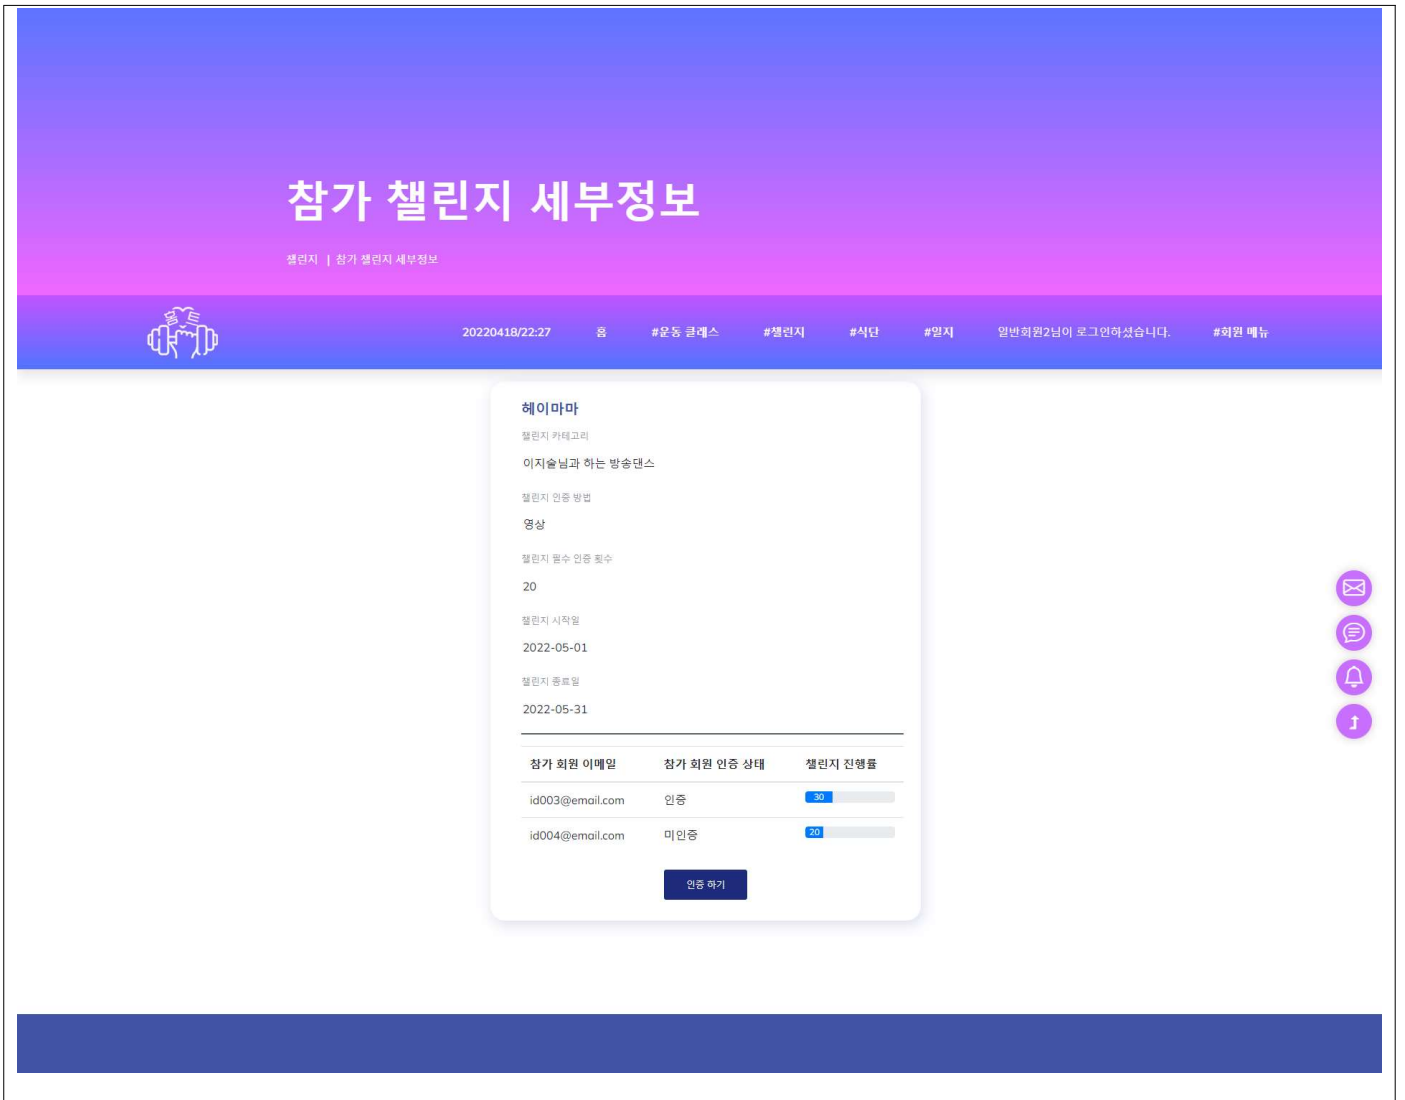 참가 챌린지 세부정보
챌린지 | 참가 챌린지 세부정보
홈트
20220418/22:27 홈 #운동 클래스 #챌린지 #식단 #일지 일반회원2님이 로그인하셨습니다. #회원 메뉴
헤이마마
챌린지 카테고리
이지술님과 하는 방송댄스
챌린지 인증 방법
영상
챌린지 필수 인증 횟수
20
챌린지 시작일
2022-05-01
챌린지 종료일
2022-05-31
참가 회원 이메일 참가 회원 인증 상태 챌린지 진행률
id003@email.com 인증 30
id004@email.com 미인증 20
인증 하기